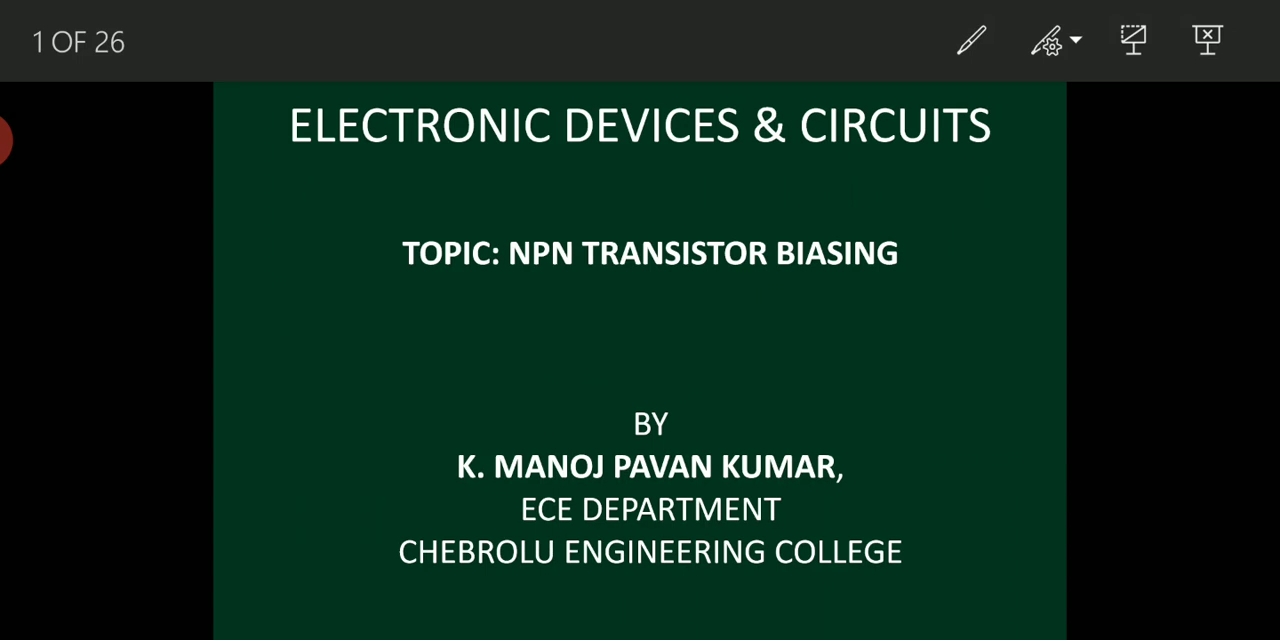 1 OF 26
ELECTRONIC DEVICES & CIRCUITS
TOPIC: NPN TRANSISTOR BIASING
BY
K. MANOJ PAVAN KUMAR,
ECE DEPARTMENT
CHEBROLU ENGINEERING COLLEGE